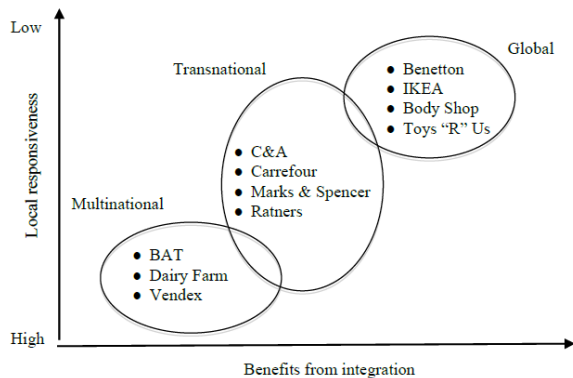 Low
Global
Transnational
● Benetton
● IKEA
● Body Shop
● Toys “R” Us
Local responsiveness
● C&A
● Carrefour
● Marks & Spencer
● Ratners
Multinational
● BAT
● Dairy Farm
● Vendex
High
Benefits from integration